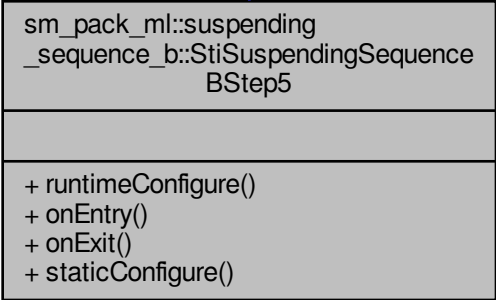 sm_pack_ml::suspending
_sequence_b::StiSuspendingSequence
BStep5
+ runtimeConfigure()
+ onEntry()
+ onExit()
+ staticConfigure()